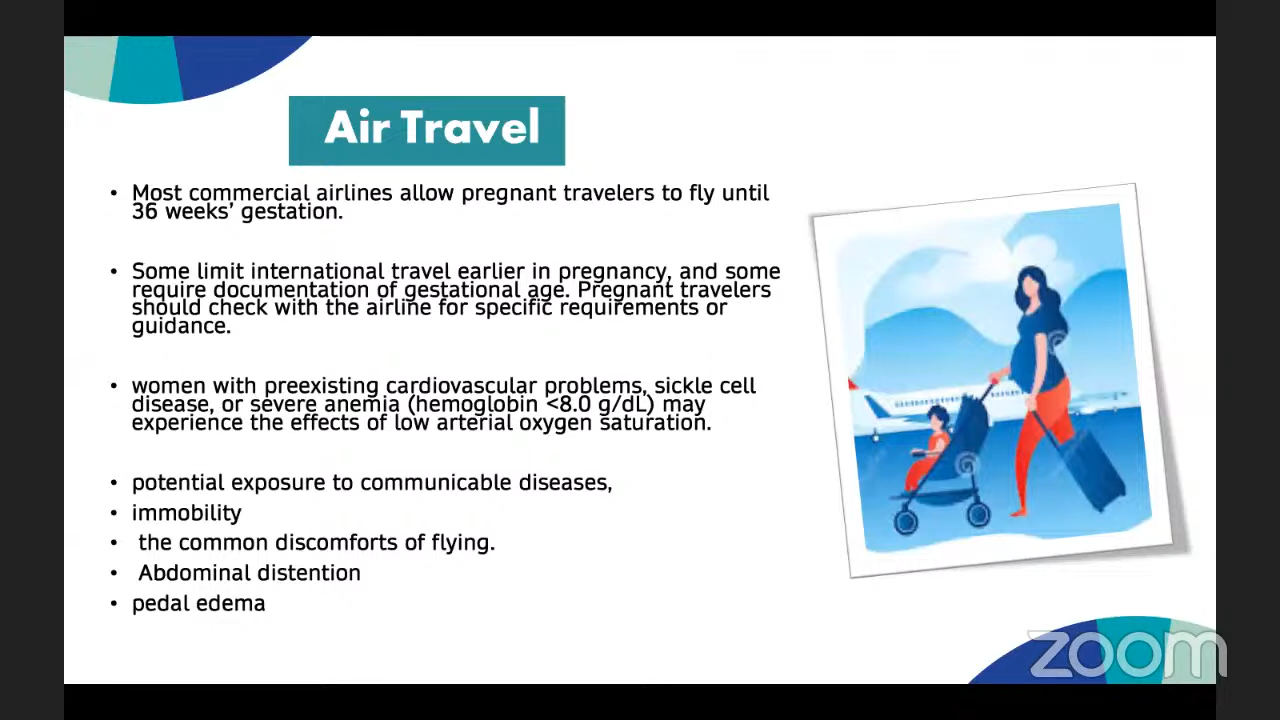 Air Travel
• Most commercial airlines allow pregnant travelers to fly until
36 weeks’ gestation.
• Some limit international travel earlier in pregnancy, and some
require documentation of gestational age. Pregnant travelers
should check with the airline for specific requirements or
guidance.
• women with preexisting cardiovascular problems, sickle cell
disease, or severe anemia (hemoglobin <8.0 g/dL) may
experience the effects of low arterial oxygen saturation.
• potential exposure to communicable diseases,
• immobility
• the common discomforts of flying.
• Abdominal distention
• pedal edema
zoom